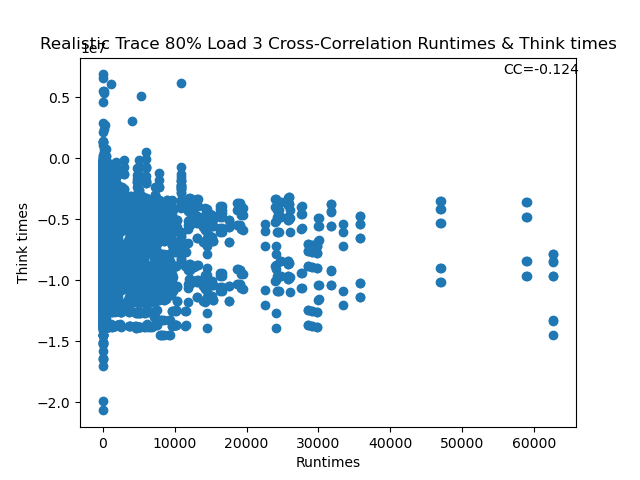 Realistic Trace 80% Load 3 Cross-Correlation Runtimes & Think times
1e7
CC=-0.124
0.5
0.0
−0.5
−1.0
−1.5
−2.0
Think times
0 10000 20000 30000 40000 50000 60000
Runtimes